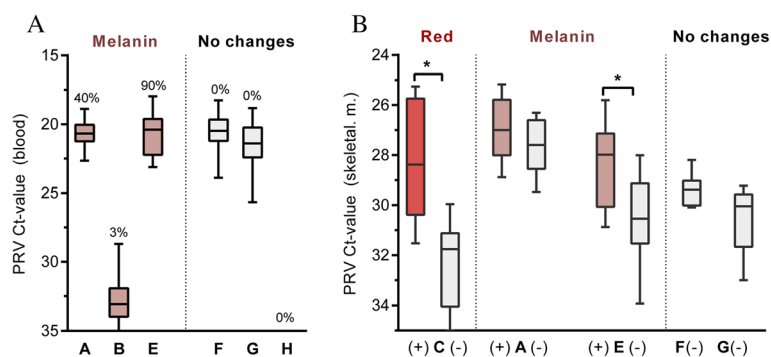 A
Melanin
No changes
PRV Ct-value (blood)
15
20
25
33
35
40%
3%
90%
0%
0%
0%
A B E F G H
B
Red
Melanin
No changes
PRV Ct-value (skeletal. m.)
24
26
28
30
32
34
*
*
(+) C (-) (+) A (-) (+) E (-) F(-) G(-)